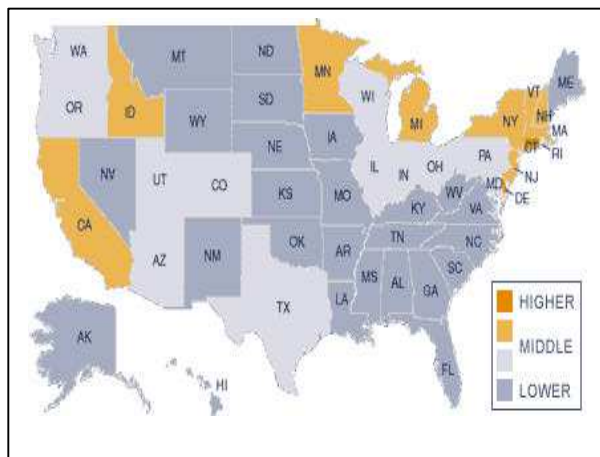 WA
MT
ND
MN
VT
ME
OR
ID
SD
WI
MI
NY
NH
MA
WY
IA
PA
CT
RI
NE
IL
IN
OH
NJ
NV
UT
CO
MD
DE
WV
VA
KS
MO
KY
CA
NC
TN
AZ
NM
OK
AR
SC
MS
AL
GA
TX
LA
HIGHER
AK
HI
FL
MIDDLE
LOWER